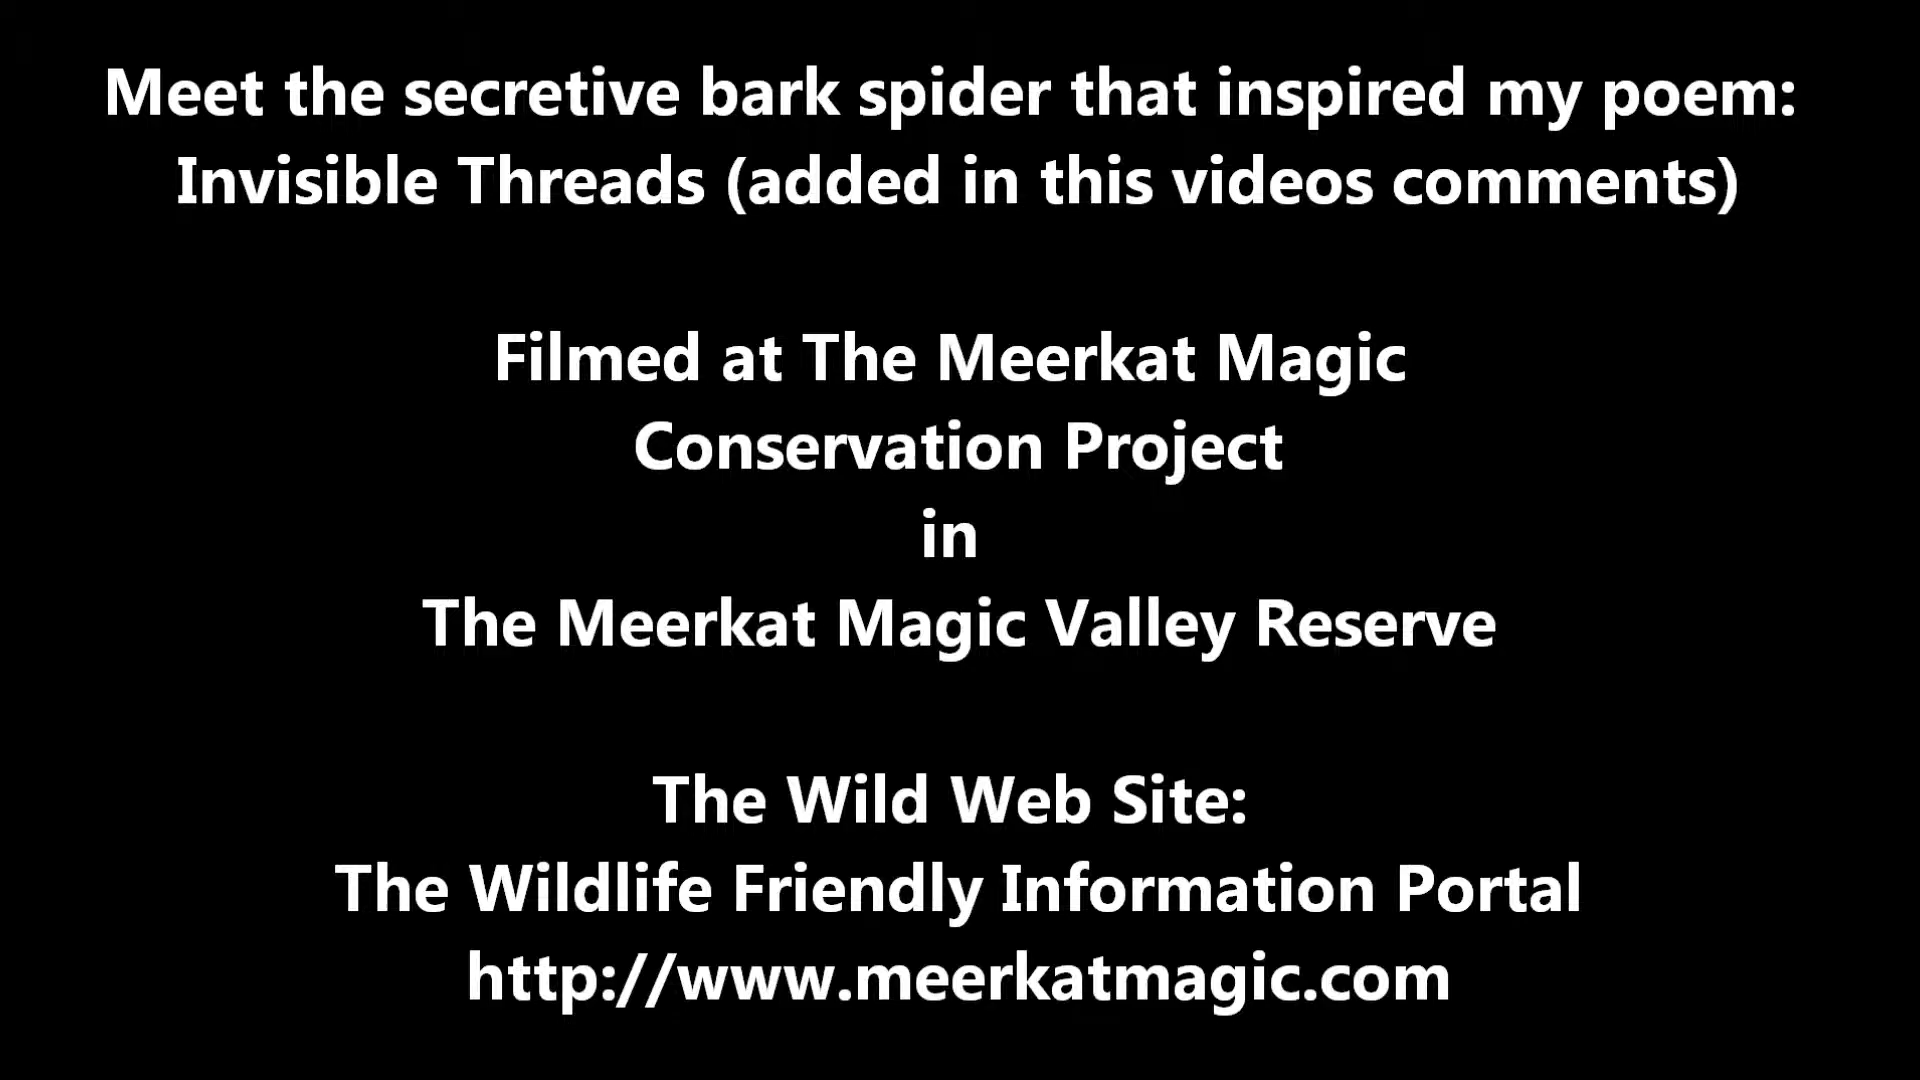 Meet the secretive bark spider that inspired my poem:
Invisible Threads (added in this videos comments)
Filmed at The Meerkat Magic
Conservation Project
in
The Meerkat Magic Valley Reserve
The Wild Web Site:
The Wildlife Friendly Information Portal
http://www.meerkatmagic.com